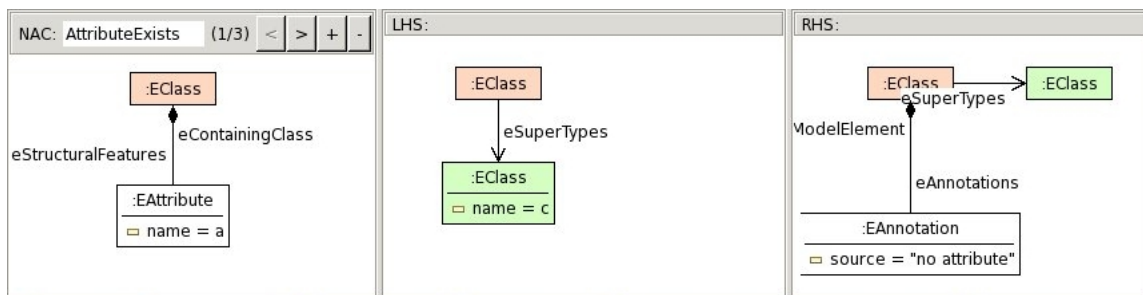 NAC: AttributeExists (1/3) < > + -
:EClass
eContainingClass
eStructuralFeatures
:EAttribute
name = a
LHS:
:EClass
eSuperTypes
:EClass
name = c
RHS:
:EClass :EClass
eSuperTypes
ModelElement
eAnnotations
:EAnnotation
source = "no attribute"